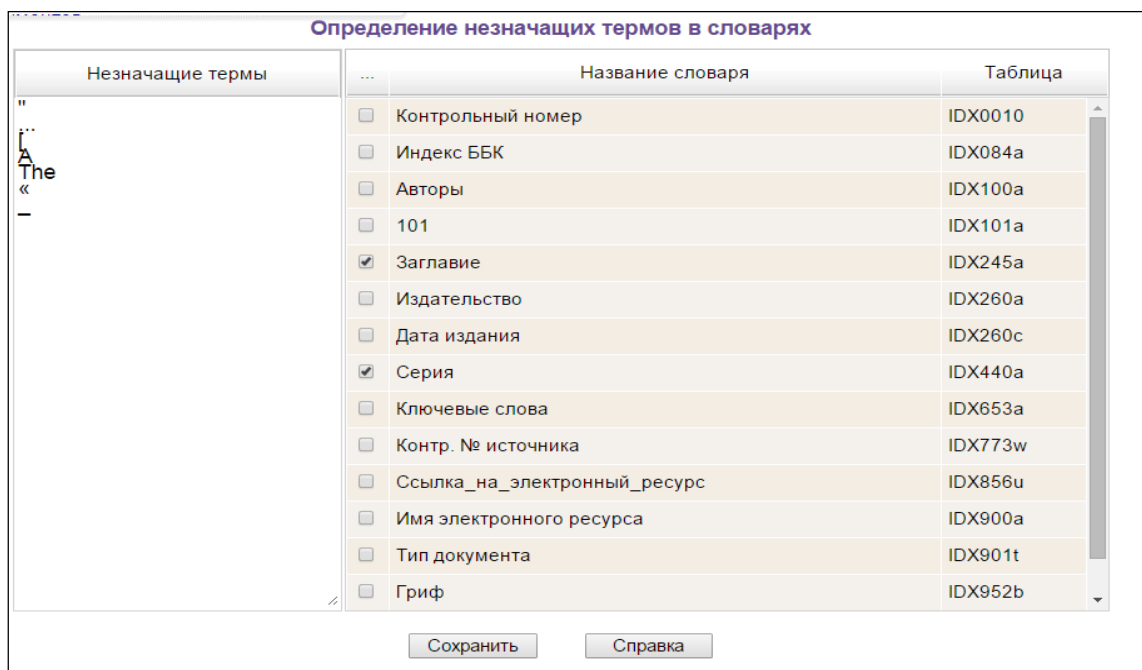 Определение незначащих термов в словарях
Незначащие термы
... Название словаря Таблица
"
...
[
A
The
«
_
Контрольный номер IDX0010
Индекс ББК IDX084a
Авторы IDX100a
101 IDX101a
Заглавие IDX245a
Издательство IDX260a
Дата издания IDX260c
Серия IDX440a
Ключевые слова IDX653a
Контр. № источника IDX773w
Ссылка_на_электронный_ресурс IDX856u
Имя электронного ресурса IDX900a
Тип документа IDX901t
Гриф IDX952b
Сохранить Справка